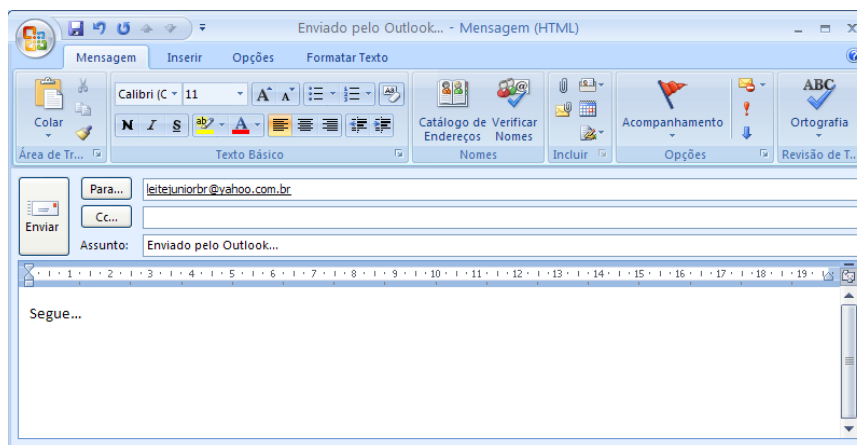 Enviado pelo Outlook... - Mensagem (HTML)
Mensagem Inserir Opções Formatar Texto
Calibri (C 11
Colar
N I S ab A
Catálogo de Endereços
Verificar Nomes
Acompanhamento
ABC
Ortografia
Área de Tr... Texto Básico Nomes Incluir Opções Revisão de T...
Enviar
Para... leitejuniorbr@yahoo.com.br
Cc...
Assunto: Enviado pelo Outlook...
1 2 3 4 5 6 7 8 9 10 11 12 13 14 15 16 17 18 19
Segue...